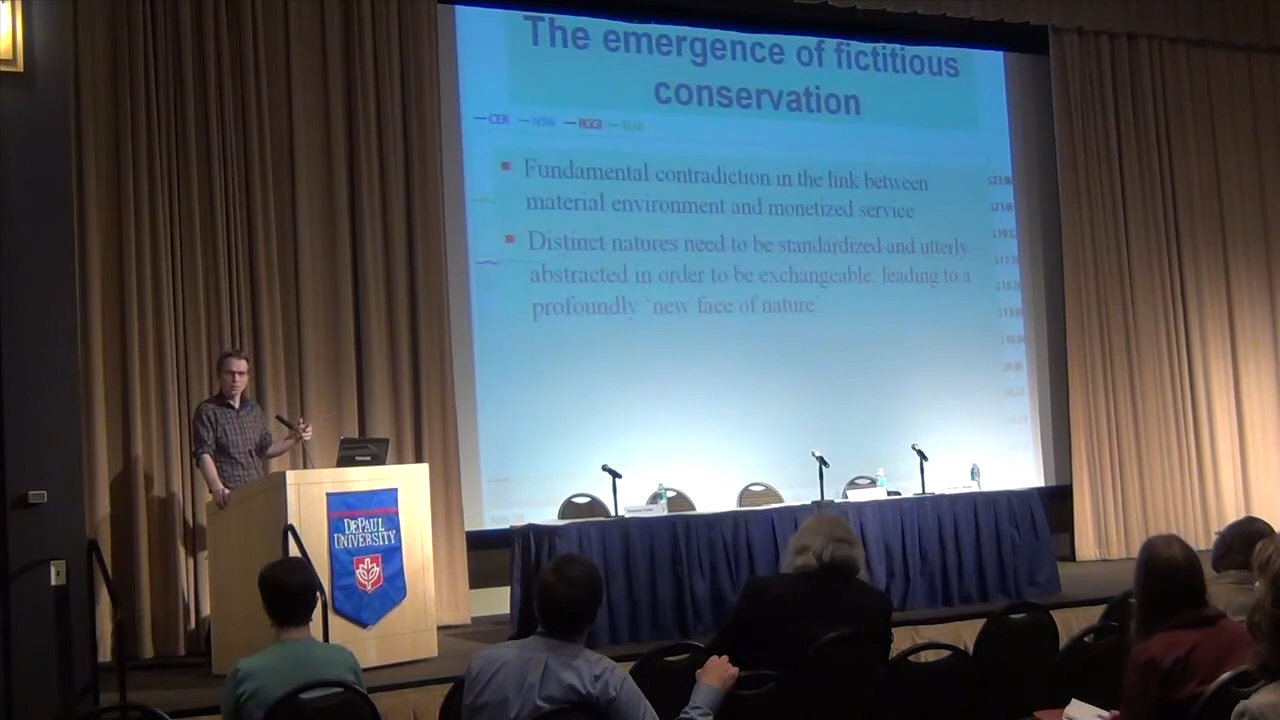 The emergence of fictitious
conservation
CER NSW RGGI EUA
Fundamental contradiction in the link between
material environment and monetized service
Distinct natures need to be standardized and utterly
abstracted in order to be exchangeable, leading to a
profoundly 'new face of nature'
DEPAUL
UNIVERSITY